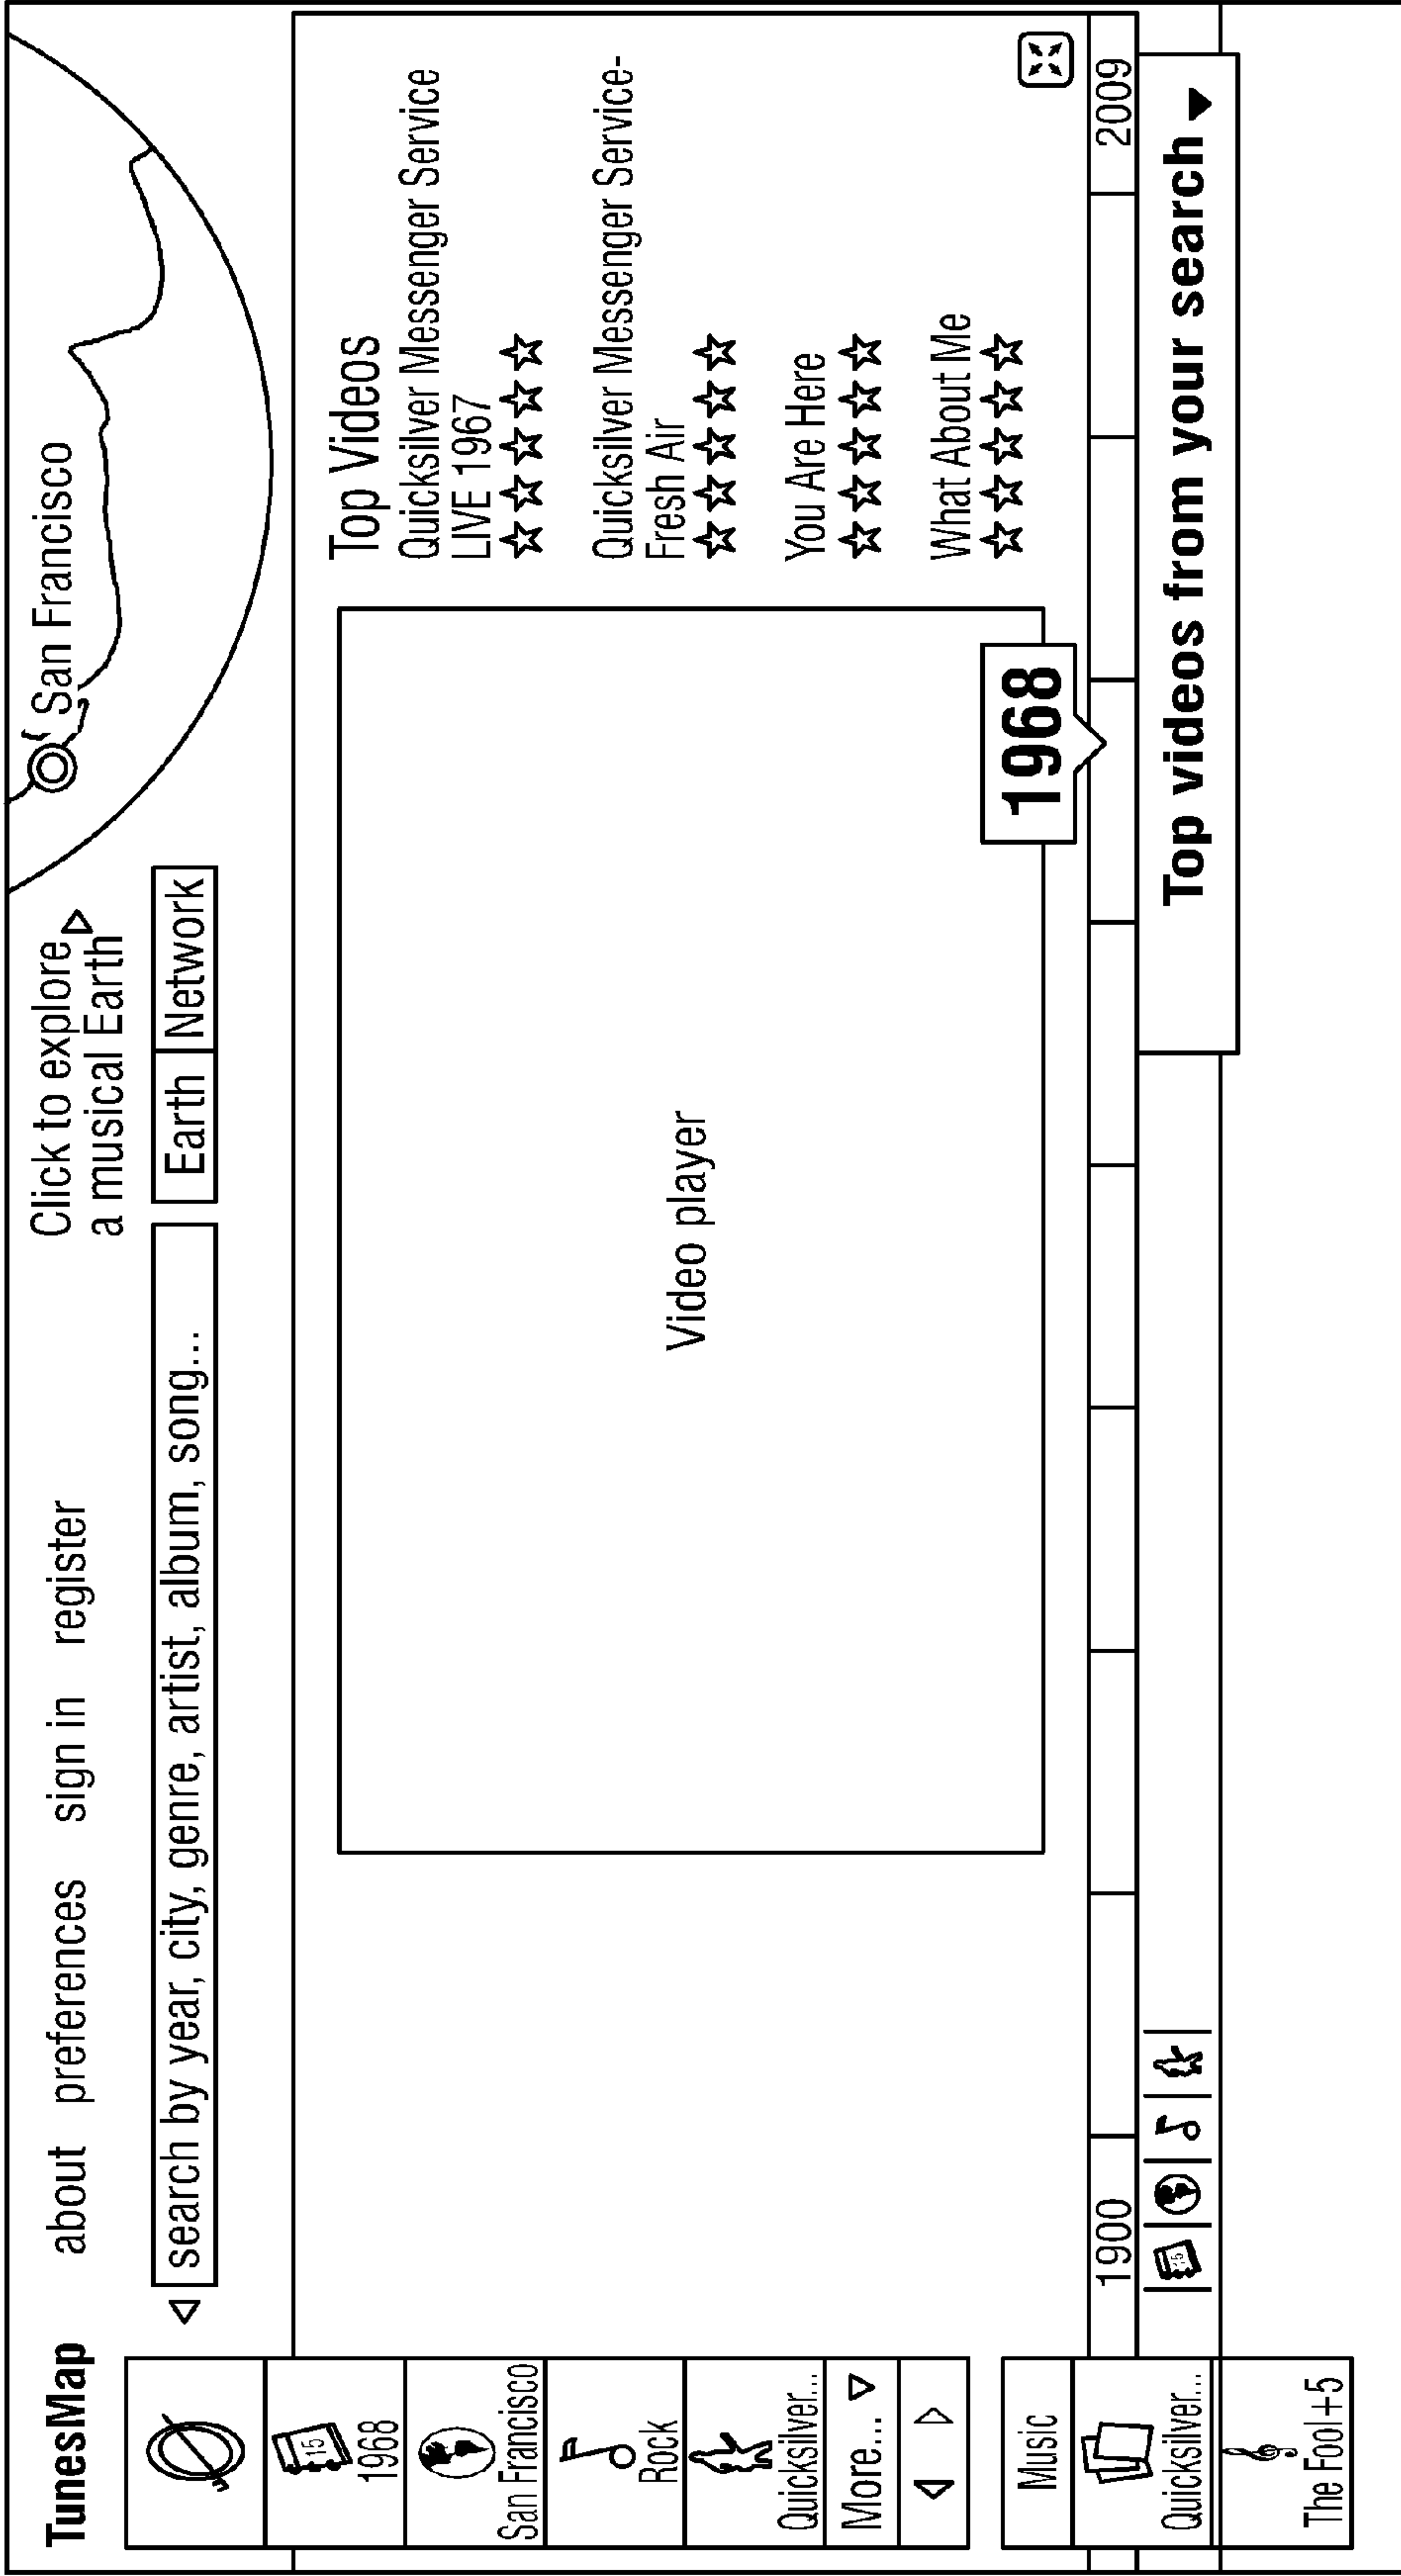 TunesMap
about
preferences
sign in
register
Click to explore
a musical Earth
San Francisco
search by year, city, genre, artist, album, song...
Earth
Network
15
1968
San Francisco
Rock
Quicksilver...
More...
Music
Quicksilver...
The Fool+5
Video player
Top Videos
Quicksilver Messenger Service
LIVE 1967
Quicksilver Messenger Service-
Fresh Air
You Are Here
What About Me
1968
1900
2009
15
Top videos from your search